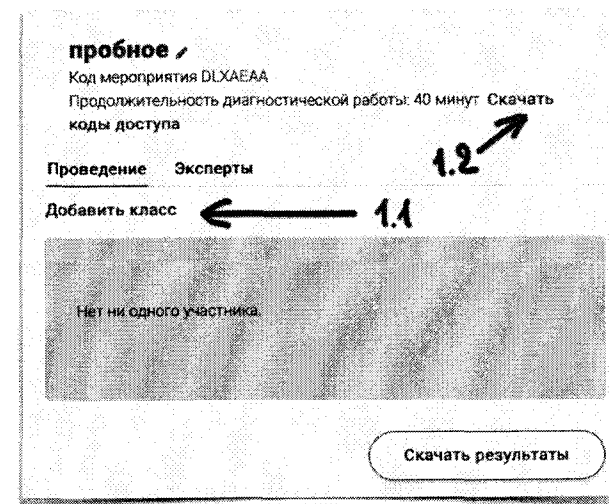 пробное
Код мероприятия DLXAEAA
Продолжительность диагностической работы: 40 минут Скачать
коды доступа
1.2
Проведение Эксперты
Добавить класс
1.1
Нет ни одного участника.
Скачать результаты